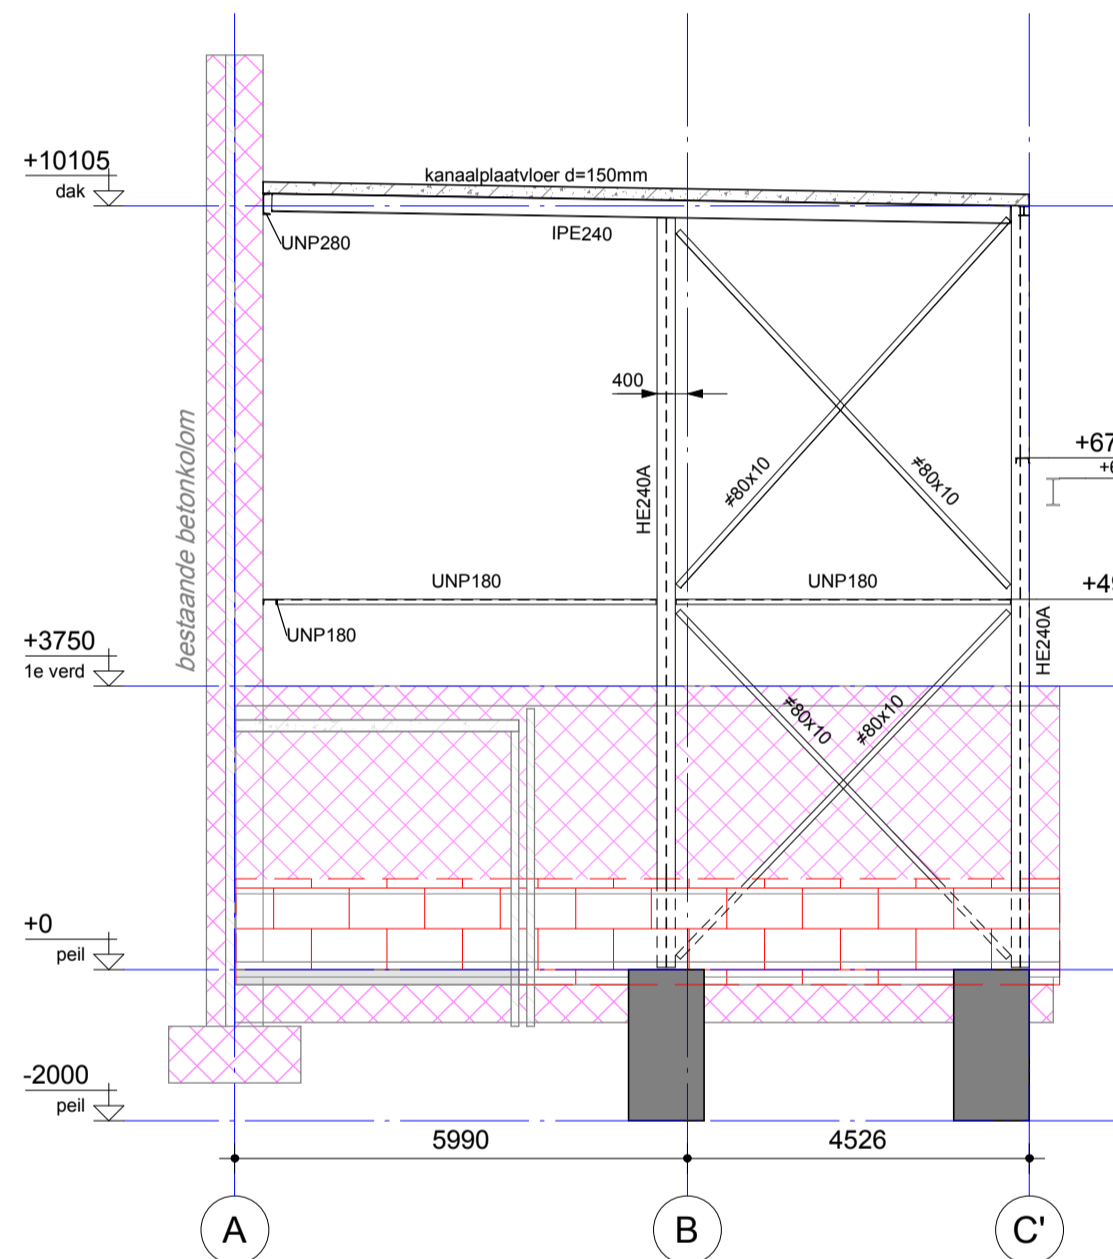 +10105
dak
kanaalplaatvloer d=150mm
UNP280
IPE240
400
bestaande betonkolom
HE240A
≠80x10
≠80x10
+67
+6
UNP180
UNP180
+49
UNP180
HE240A
+3750
1e verd
≠80x10
≠80x10
+0
peil
-2000
peil
5990
4526
A
B
C'